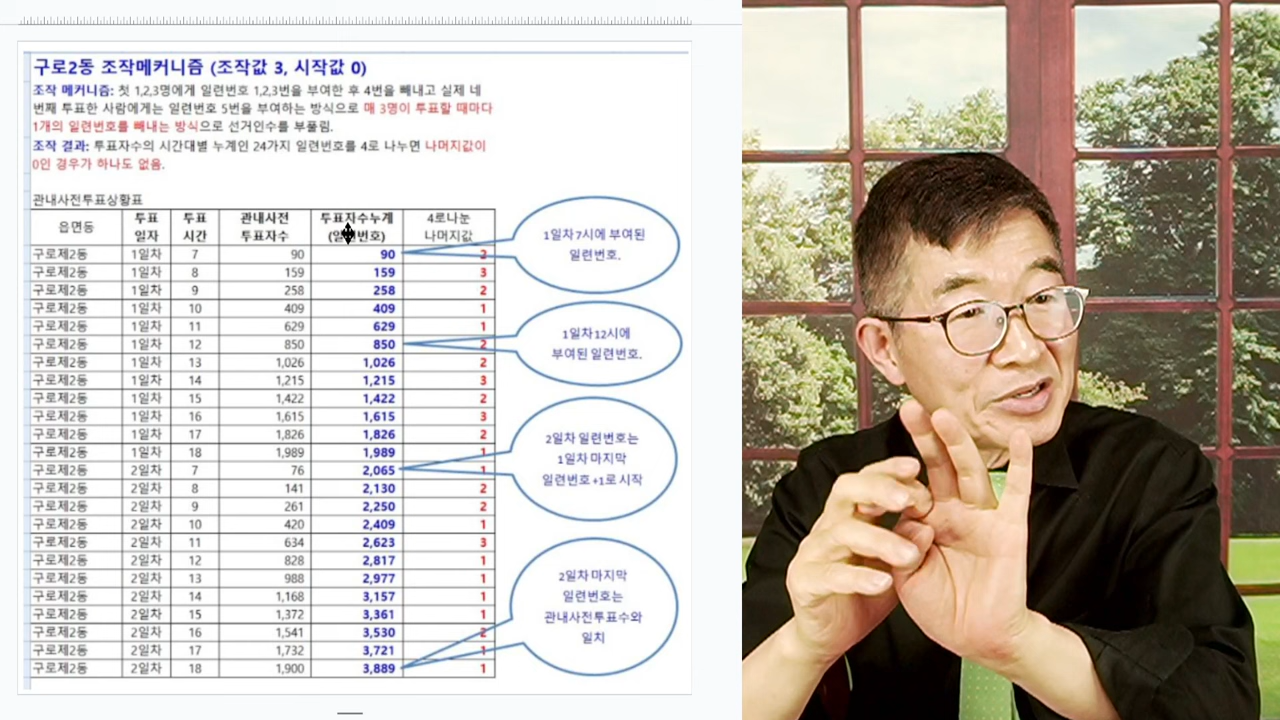 구로2동 조작메커니즘 (조작값 3, 시작값 0)
조작 메커니즘: 첫 1,2,3명에게 일련번호 1,2,3번을 부여한 후 4번을 빼내고 실제 네
번째 투표한 사람에게는 일련번호 5번을 부여하는 방식으로 매 3명이 투표할 때마다
1개의 일련번호를 빼내는 방식으로 선거인수를 부풀림.
조작 결과: 투표자수의 시간대별 누계인 24가지 일련번호를 4로 나누면 나머지값이
0인 경우가 하나도 없음.
관내사전투표상황표
읍면동 투표 일자 투표 시간 관내사전 투표자수 투표자수누계 (일련번호) 4로나눈 나머지값
구로제2동 1일차 7 90 90 2
구로제2동 1일차 8 159 159 3
구로제2동 1일차 9 258 258 2
구로제2동 1일차 10 409 409 1
구로제2동 1일차 11 629 629 1
구로제2동 1일차 12 850 850 2
구로제2동 1일차 13 1,026 1,026 2
구로제2동 1일차 14 1,215 1,215 3
구로제2동 1일차 15 1,422 1,422 2
구로제2동 1일차 16 1,615 1,615 3
구로제2동 1일차 17 1,826 1,826 2
구로제2동 1일차 18 1,989 1,989 1
구로제2동 2일차 7 76 2,065 1
구로제2동 2일차 8 141 2,130 2
구로제2동 2일차 9 261 2,250 2
구로제2동 2일차 10 420 2,409 1
구로제2동 2일차 11 634 2,623 3
구로제2동 2일차 12 828 2,817 1
구로제2동 2일차 13 988 2,977 1
구로제2동 2일차 14 1,168 3,157 1
구로제2동 2일차 15 1,372 3,361 1
구로제2동 2일차 16 1,541 3,530 2
구로제2동 2일차 17 1,732 3,721 1
구로제2동 2일차 18 1,900 3,889 1
1일차 7시에 부여된
일련번호.
1일차 12시에
부여된 일련번호.
2일차 일련번호는
1일차 마지막
일련번호+1로 시작
2일차 마지막
일련번호는
관내사전투표수와
일치